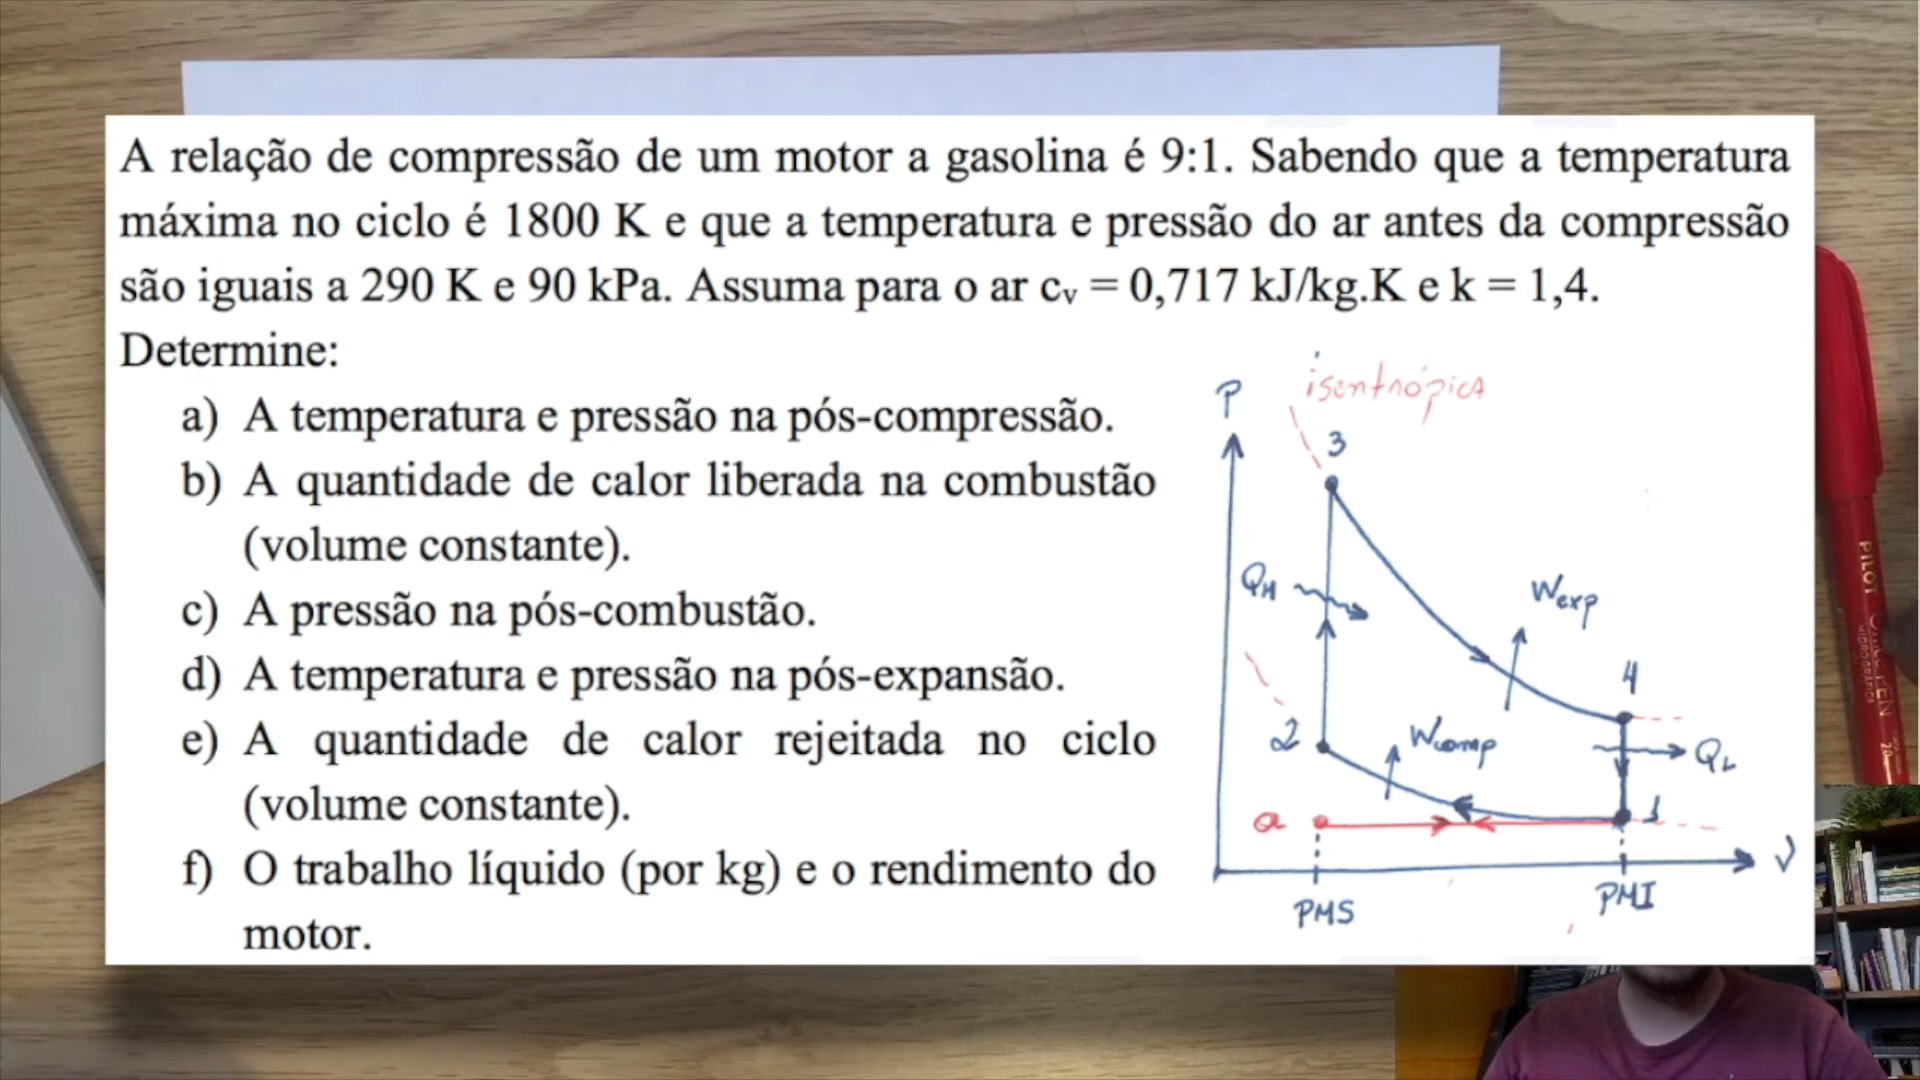 A relação de compressão de um motor a gasolina é 9:1. Sabendo que a temperatura
máxima no ciclo é 1800 K e que a temperatura e pressão do ar antes da compressão
são iguais a 290 K e 90 kPa. Assuma para o ar cᵥ = 0,717 kJ/kg.K e k = 1,4.
Determine:
a) A temperatura e pressão na pós-compressão.
b) A quantidade de calor liberada na combustão
(volume constante).
c) A pressão na pós-combustão.
d) A temperatura e pressão na pós-expansão.
e) A quantidade de calor rejeitada no ciclo
(volume constante).
f) O trabalho líquido (por kg) e o rendimento do
motor.
isentrópica
P
3
QH
Wexp
4
2
Wcomp
QL
a
1
V
PMS
PMI
PILOT